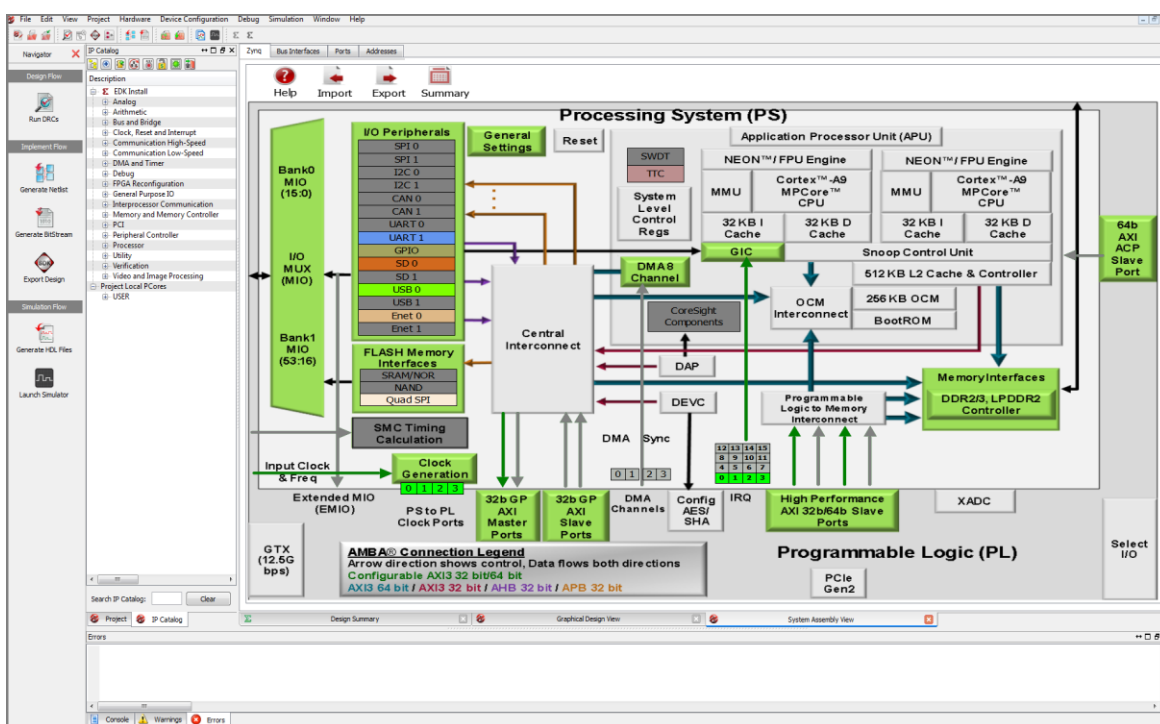 File Edit View Project Hardware Device Configuration Debug Simulation Window Help
Navigator
Design Flow
Run DRCs
Implement Flow
Generate Netlist
Generate BitStream
Export Design
Simulation Flow
Generate HDL Files
Launch Simulator
IP Catalog
Description
EDK Install
Analog
Arithmetic
Bus and Bridge
Clock, Reset and Interrupt
Communication High-Speed
Communication Low-Speed
DMA and Timer
Debug
FPGA Reconfiguration
General Purpose IO
Interprocessor Communication
Memory and Memory Controller
PCI
Peripheral Controller
Processor
Utility
Verification
Video and Image Processing
Project Local PCores
USER
Search IP Catalog:
Clear
Project
IP Catalog
Zynq
Bus Interfaces
Ports
Addresses
Help
Import
Export
Summary
Processing System (PS)
Bank0
MIO
(15:0)
I/O
MUX
(MIO)
Bank1
MIO
(53:16)
I/O Peripherals
SPI 0
SPI 1
I2C 0
I2C 1
CAN 0
CAN 1
UART 0
UART 1
GPIO
SD 0
SD 1
USB 0
USB 1
Enet 0
Enet 1
FLASH Memory
Interfaces
SRAM/NOR
NAND
Quad SPI
SMC Timing
Calculation
Input Clock
& Freq
Clock
Generation
0 1 2 3
Extended MIO
(EMIO)
PS to PL
Clock Ports
General
Settings
Reset
Central
Interconnect
32b GP
AXI
Master
Ports
32b GP
AXI
Slave
Ports
Application Processor Unit (APU)
SWDT
TTC
System
Level
Control
Regs
NEON™/FPU Engine
MMU
Cortex™-A9
MPCore™
CPU
32 KB I
Cache
32 KB D
Cache
NEON™/FPU Engine
MMU
Cortex™-A9
MPCore™
CPU
32 KB I
Cache
32 KB D
Cache
GIC
Snoop Control Unit
DMA8
Channel
512 KB L2 Cache & Controller
OCM
Interconnect
256 KB OCM
BootROM
CoreSight
Components
DAP
DEVC
Programmable
Logic to Memory
Interconnect
Memory Interfaces
DDR2/3, LPDDR2
Controller
64b
AXI
ACP
Slave
Port
DMA Sync
0 1 2 3
DMA
Channels
Config
AES/
SHA
12 13 14 15
8 9 10 11
4 5 6 7
0 1 2 3
IRQ
High Performance
AXI 32b/64b Slave
Ports
XADC
GTX
(12.5G
bps)
AMBA® Connection Legend
Arrow direction shows control, Data flows both directions
Configurable AXI3 32 bit/64 bit
AXI3 64 bit / AXI3 32 bit / AHB 32 bit / APB 32 bit
Programmable Logic (PL)
PCIe
Gen2
Select
I/O
Design Summary
Graphical Design View
System Assembly View
Errors
Console
Warnings
Errors